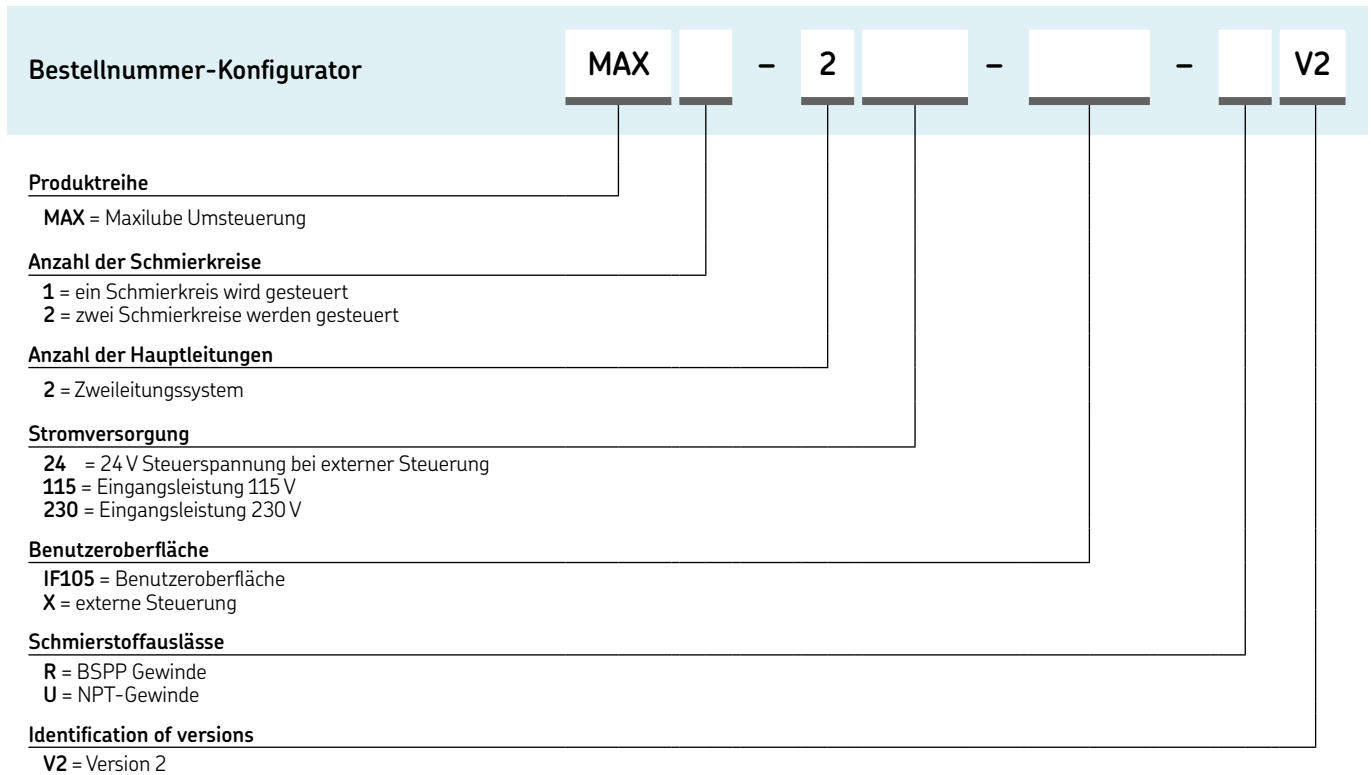 Bestellnummer-Konfigurator MAX – 2 – – V2
Produktreihe
MAX = Maxilube Umsteuerung
Anzahl der Schmierkreise
1 = ein Schmierkreis wird gesteuert
2 = zwei Schmierkreise werden gesteuert
Anzahl der Hauptleitungen
2 = Zweileitungssystem
Stromversorgung
24 = 24 V Steuerspannung bei externer Steuerung
115 = Eingangsleistung 115 V
230 = Eingangsleistung 230 V
Benutzeroberfläche
IF105 = Benutzeroberfläche
X = externe Steuerung
Schmierstoffauslässe
R = BSPP Gewinde
U = NPT-Gewinde
Identification of versions
V2 = Version 2